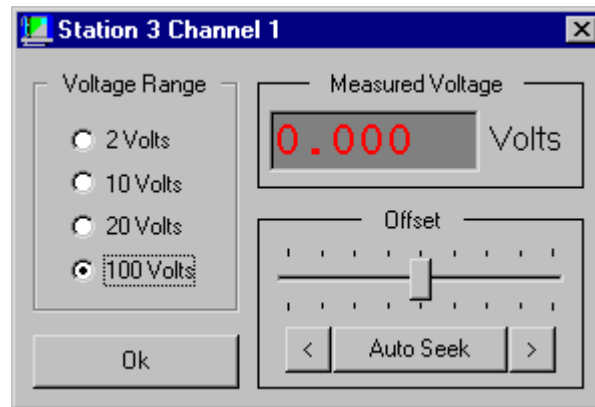 Station 3 Channel 1
Voltage Range
2 Volts
10 Volts
20 Volts
100 Volts
Ok
Measured Voltage
0.000 Volts
Offset
< Auto Seek >